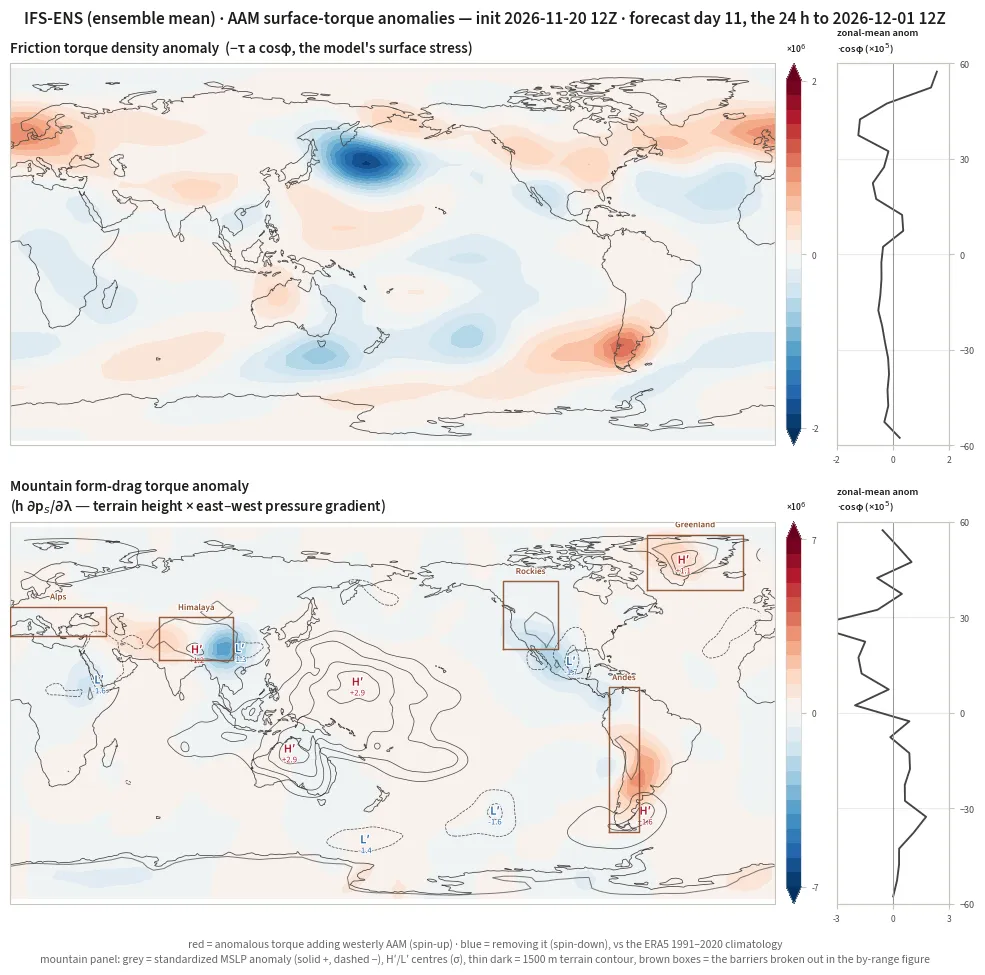 IFS-ENS (ensemble mean) · AAM surface-torque anomalies — init 2026-11-20 12Z · forecast day 11, the 24 h to 2026-12-01 12Z
Friction torque density anomaly (−τ a cosϕ, the model's surface stress)
×10⁶
zonal-mean anom
·cosϕ (×10⁵)
2
0
-2
60
30
0
−30
−60
-2
0
2
Mountain form-drag torque anomaly
(h ∂pₛ/∂λ — terrain height × east–west pressure gradient)
×10⁶
zonal-mean anom
·cosϕ (×10⁵)
Greenland
Rockies
Alps
Himalaya
Andes
H′
H′
L′
L′
L′
H′
+2.9
H′
+2.9
L′
-1.6
L′
-1.4
H′
+1.6
7
0
-7
60
30
0
−30
−60
-3
0
3
red = anomalous torque adding westerly AAM (spin-up) · blue = removing it (spin-down), vs the ERA5 1991–2020 climatology
mountain panel: grey = standardized MSLP anomaly (solid +, dashed −), H′/L′ centres (σ), thin dark = 1500 m terrain contour, brown boxes = the barriers broken out in the by-range figure